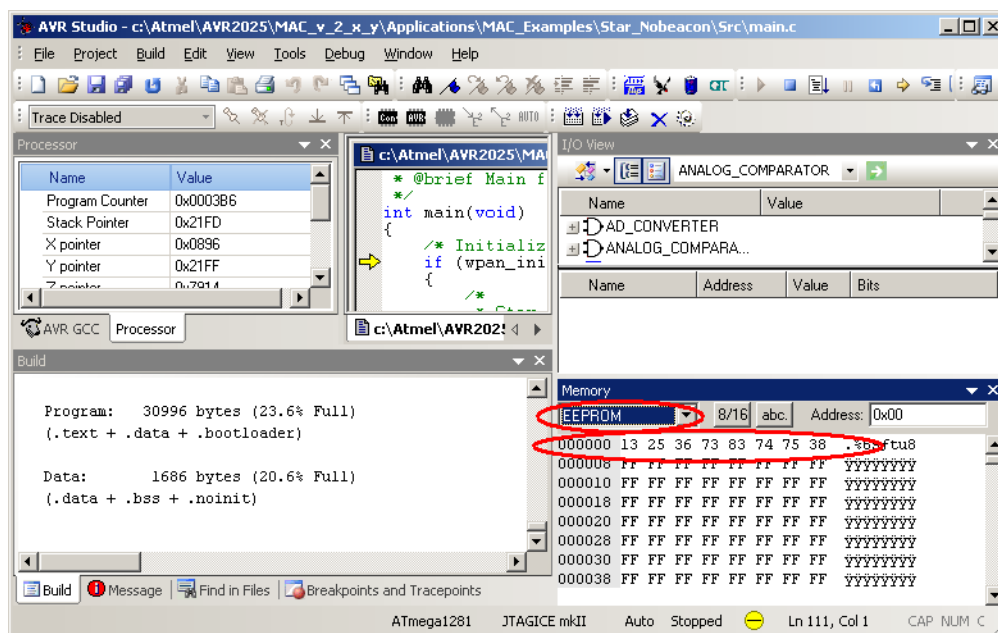 AVR Studio - c:\Atmel\AVR2025\MAC_v_2_x_y\Applications\MAC_Examples\Star_Nobeacon\Src\main.c
File Project Build Edit View Tools Debug Window Help
Trace Disabled
Con AVR AUTO
Processor
Name Value
Program Counter 0x0003B6
Stack Pointer 0x21FD
X pointer 0x0896
Y pointer 0x21FF
Z pointer 0x7914
AVR GCC Processor
c:\Atmel\AVR2025\MA
* @brief Main f
*/
int main(void)
{
/* Initializ
if (wpan_ini
{
/*
c:\Atmel\AVR202!
I/O View
ANALOG_COMPARATOR
Name Value
AD_CONVERTER
ANALOG_COMPARA...
Name Address Value Bits
Build
Program: 30996 bytes (23.6% Full)
(.text + .data + .bootloader)
Data: 1686 bytes (20.6% Full)
(.data + .bss + .noinit)
Build Message Find in Files Breakpoints and Tracepoints
Memory
EEPROM 8/16 abc. Address: 0x00
000000 13 25 36 73 83 74 75 38 .%6sftu8
000008 FF FF FF FF FF FF FF FF ÿÿÿÿÿÿÿÿ
000010 FF FF FF FF FF FF FF FF ÿÿÿÿÿÿÿÿ
000018 FF FF FF FF FF FF FF FF ÿÿÿÿÿÿÿÿ
000020 FF FF FF FF FF FF FF FF ÿÿÿÿÿÿÿÿ
000028 FF FF FF FF FF FF FF FF ÿÿÿÿÿÿÿÿ
000030 FF FF FF FF FF FF FF FF ÿÿÿÿÿÿÿÿ
000038 FF FF FF FF FF FF FF FF ÿÿÿÿÿÿÿÿ
ATmega1281 JTAGICE mkII Auto Stopped Ln 111, Col 1 CAP NUM C